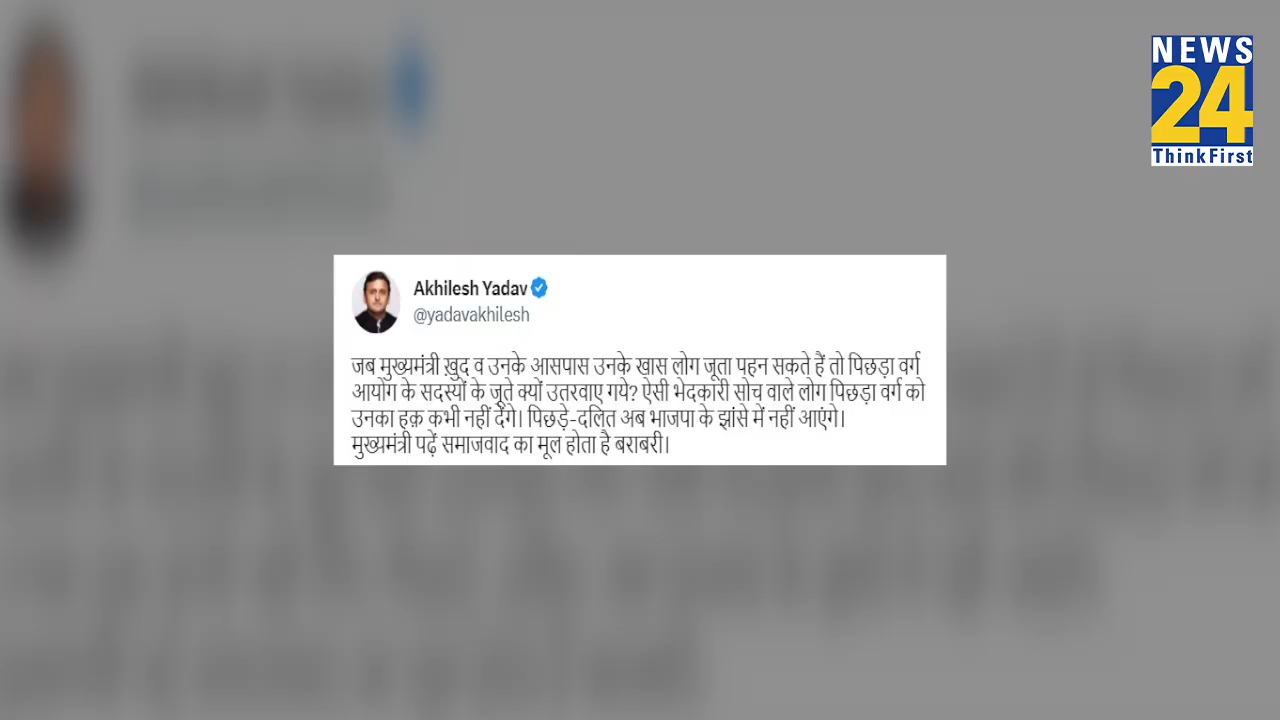 NEWS
24
ThinkFirst
Akhilesh Yadav
@yadavakhilesh
जब मुख्यमंत्री ख़ुद व उनके आसपास उनके खास लोग जूता पहन सकते हैं तो पिछड़ा वर्ग
आयोग के सदस्यों के जूते क्यों उतरवाए गये? ऐसी भेदकारी सोच वाले लोग पिछड़ा वर्ग को
उनका हक़ कभी नहीं देंगे। पिछड़े-दलित अब भाजपा के झांसे में नहीं आएंगे।
मुख्यमंत्री पढ़ें समाजवाद का मूल होता है बराबरी।